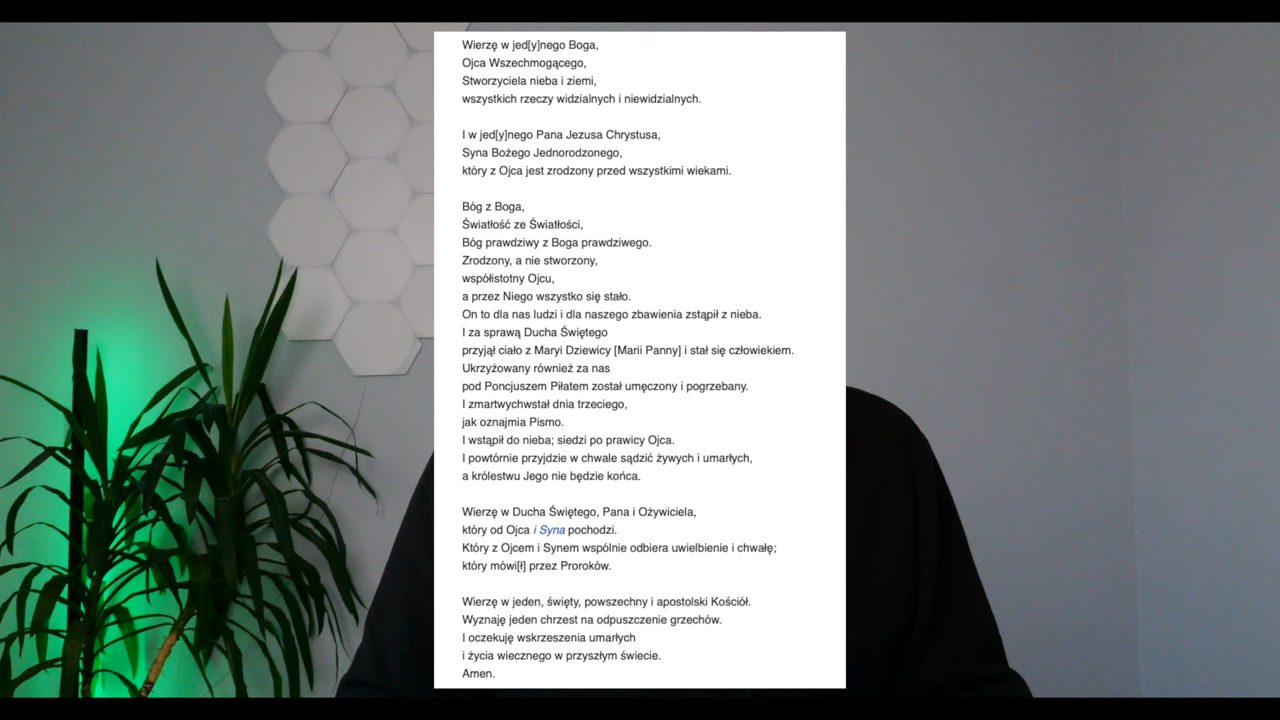 Wierzę w jed[y]nego Boga,
Ojca Wszechmogącego,
Stworzyciela nieba i ziemi,
wszystkich rzeczy widzialnych i niewidzialnych.
I w jed[y]nego Pana Jezusa Chrystusa,
Syna Bożego Jednorodzonego,
który z Ojca jest zrodzony przed wszystkimi wiekami.
Bóg z Boga,
Światłość ze Światłości,
Bóg prawdziwy z Boga prawdziwego.
Zrodzony, a nie stworzony,
współistotny Ojcu,
a przez Niego wszystko się stało.
On to dla nas ludzi i dla naszego zbawienia zstąpił z nieba.
I za sprawą Ducha Świętego
przyjął ciało z Maryi Dziewicy [Marii Panny] i stał się człowiekiem.
Ukrzyżowany również za nas
pod Poncjuszem Piłatem został umęczony i pogrzebany.
I zmartwychwstał dnia trzeciego,
jak oznajmia Pismo.
I wstąpił do nieba; siedzi po prawicy Ojca.
I powtórnie przyjdzie w chwale sądzić żywych i umarłych,
a królestwu Jego nie będzie końca.
Wierzę w Ducha Świętego, Pana i Ożywiciela,
który od Ojca i Syna pochodzi.
Który z Ojcem i Synem wspólnie odbiera uwielbienie i chwałę;
który mówi[ł] przez Proroków.
Wierzę w jeden, święty, powszechny i apostolski Kościół.
Wyznaję jeden chrzest na odpuszczenie grzechów.
I oczekuję wskrzeszenia umarłych
i życia wiecznego w przyszłym świecie.
Amen.